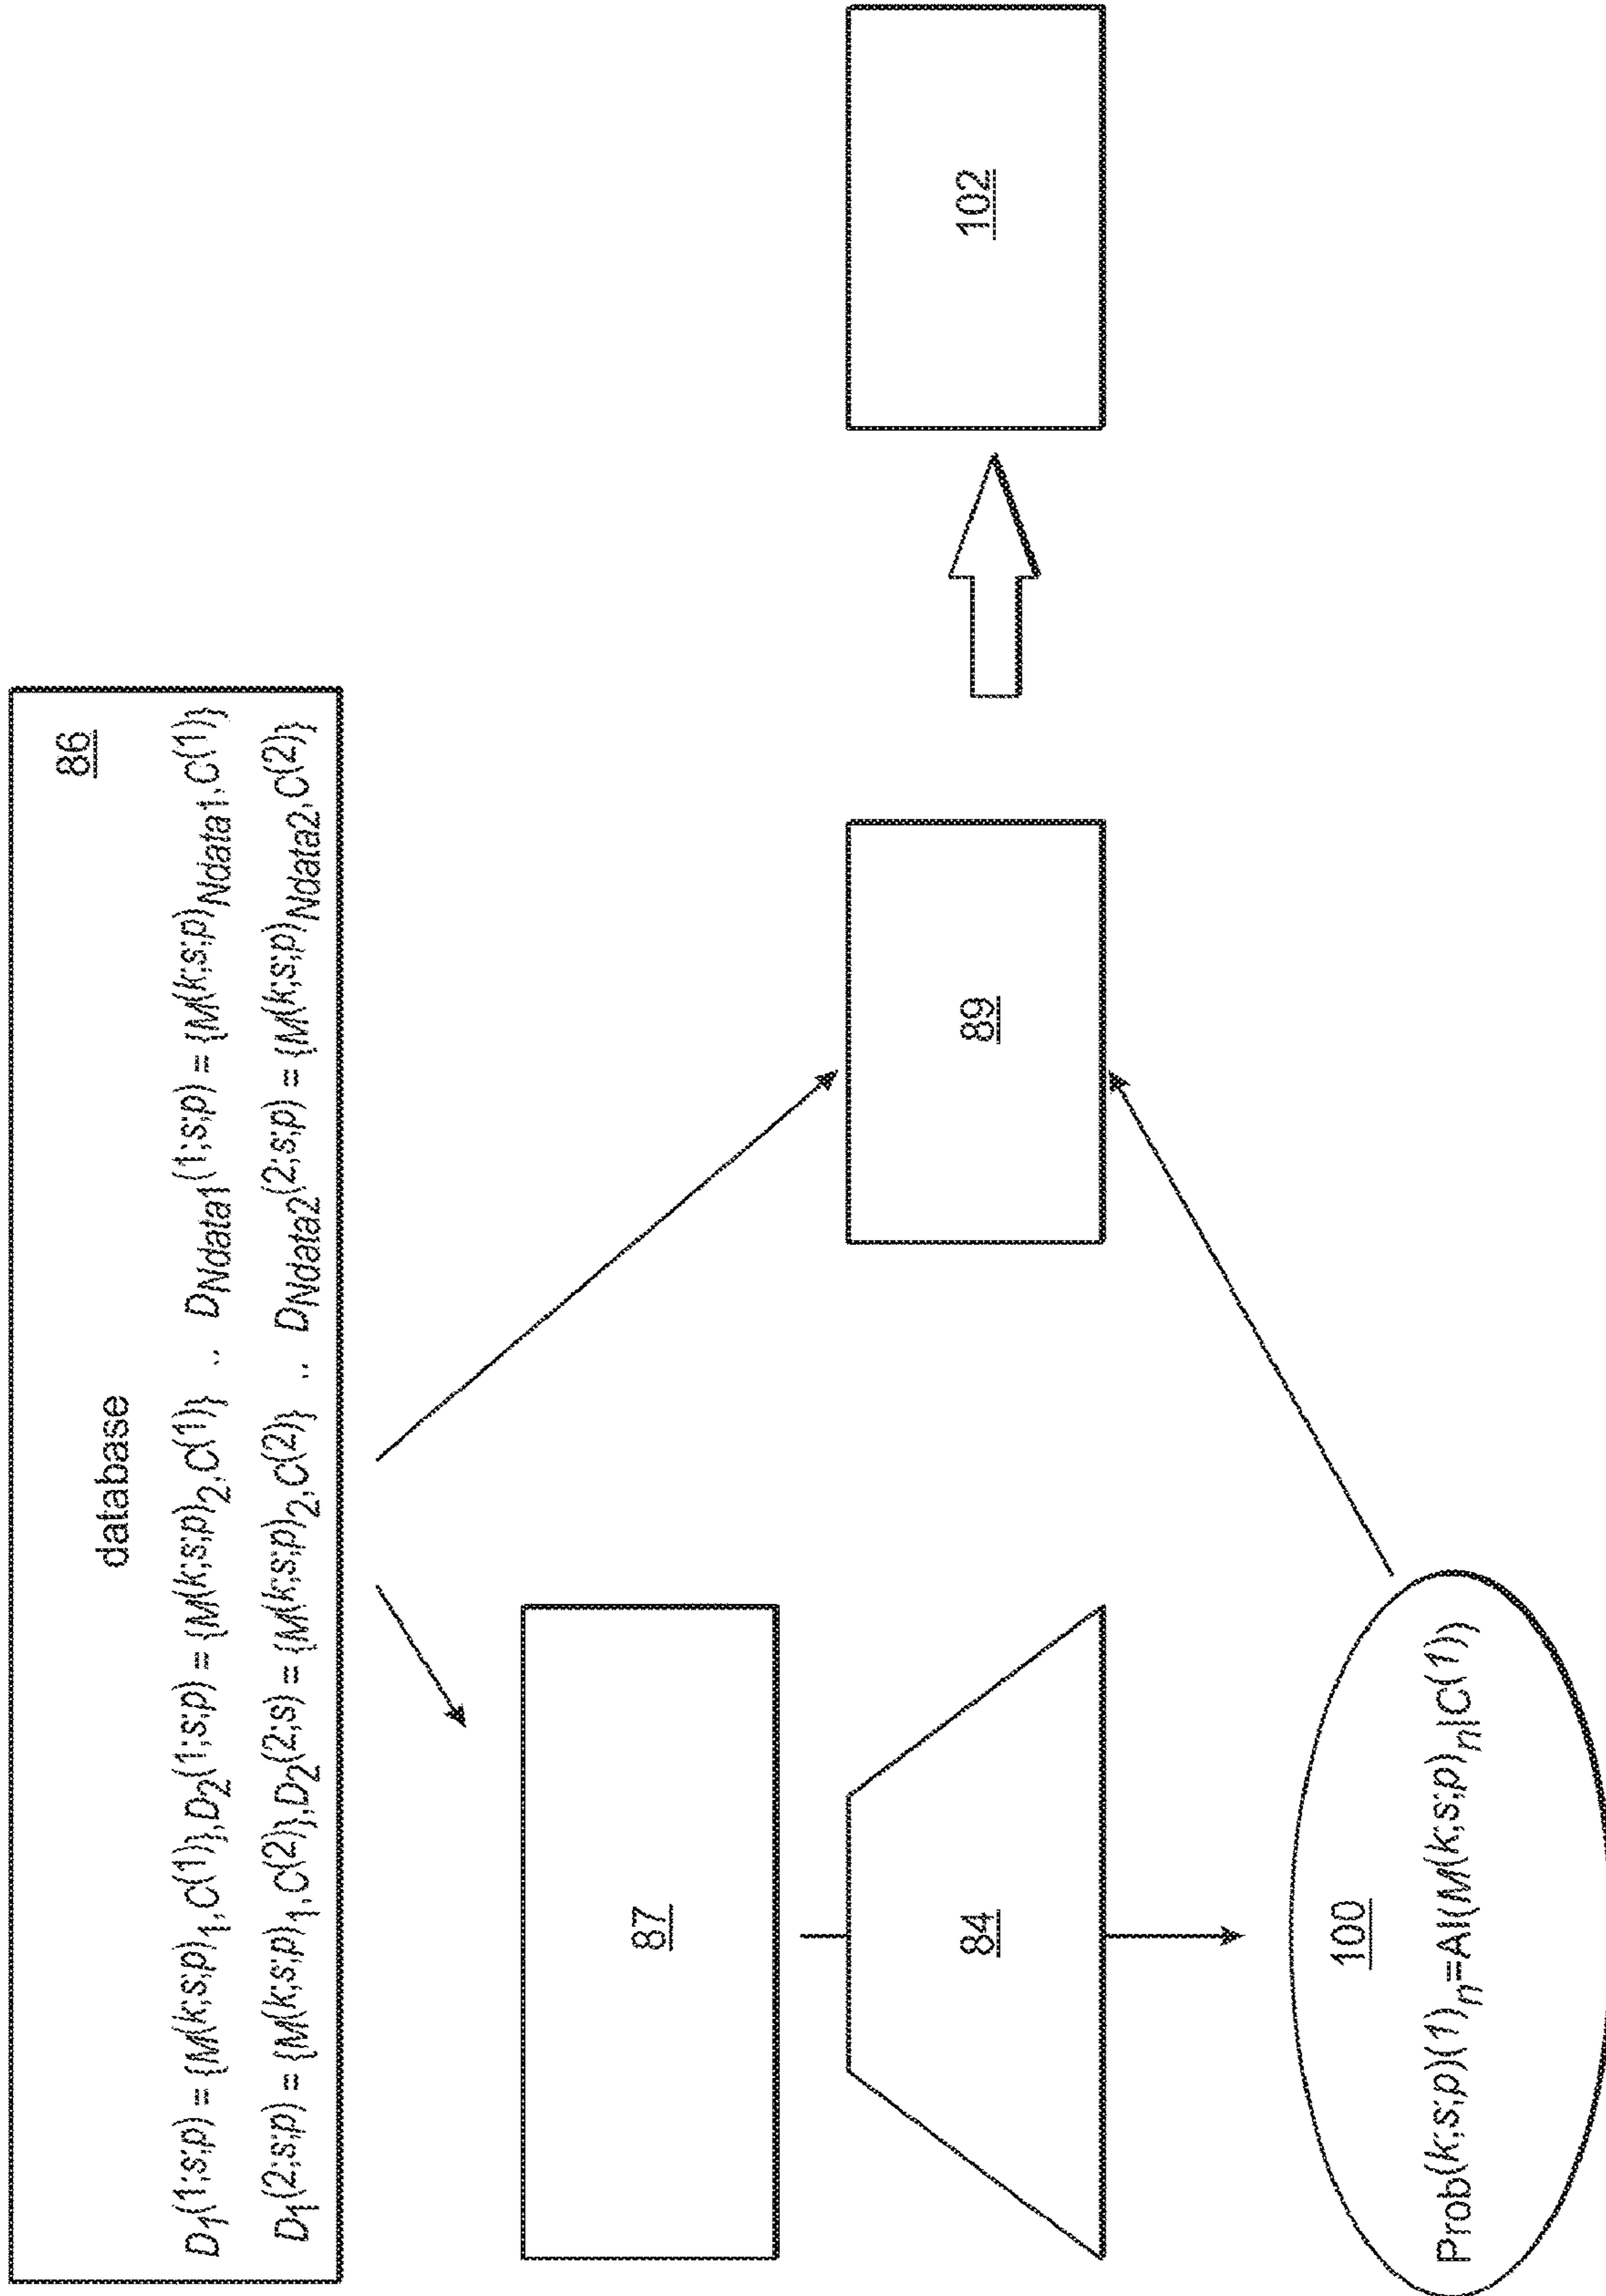 86
database
D1(1;s;p) = {M(k;s;p)1,C(1)},D2(1;s;p) = {M(k;s;p)2,C(1)} .. DNdata1(1;s;p) = {M(k;s;p)Ndata1,C(1)}
D1(2;s;p) = {M(k;s;p)1,C(2)},D2(2;s) = {M(k;s;p)2,C(2)} .. DNdata2(2;s;p) = {M(k;s;p)Ndata2,C(2)}
87
84
89
102
100
Prob(k;s;p)(1)n=AI(M(k;s;p)n|C(1)}